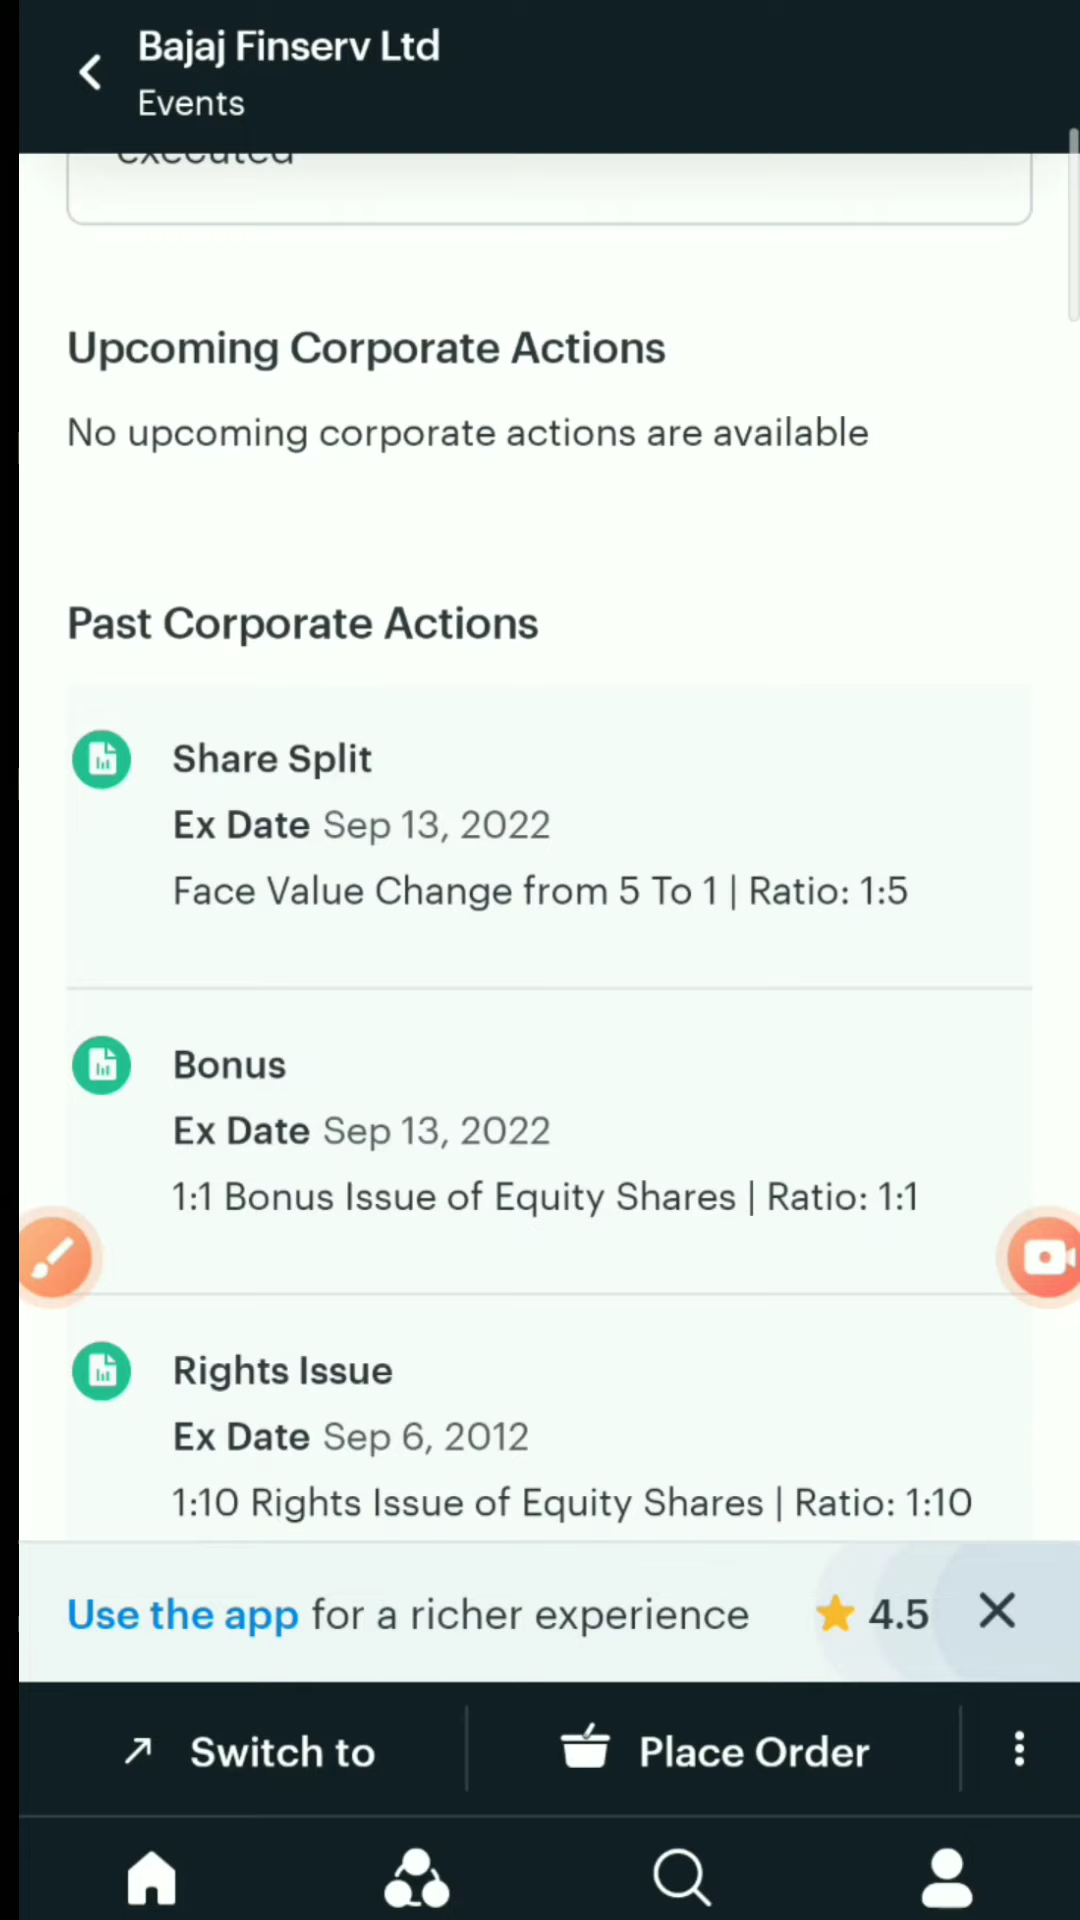 Bajaj Finserv Ltd
Events
executed
Upcoming Corporate Actions
No upcoming corporate actions are available
Past Corporate Actions
Share Split
Ex Date Sep 13, 2022
Face Value Change from 5 To 1 | Ratio: 1:5
Bonus
Ex Date Sep 13, 2022
1:1 Bonus Issue of Equity Shares | Ratio: 1:1
Rights Issue
Ex Date Sep 6, 2012
1:10 Rights Issue of Equity Shares | Ratio: 1:10
Use the app for a richer experience 4.5
Switch to Place Order